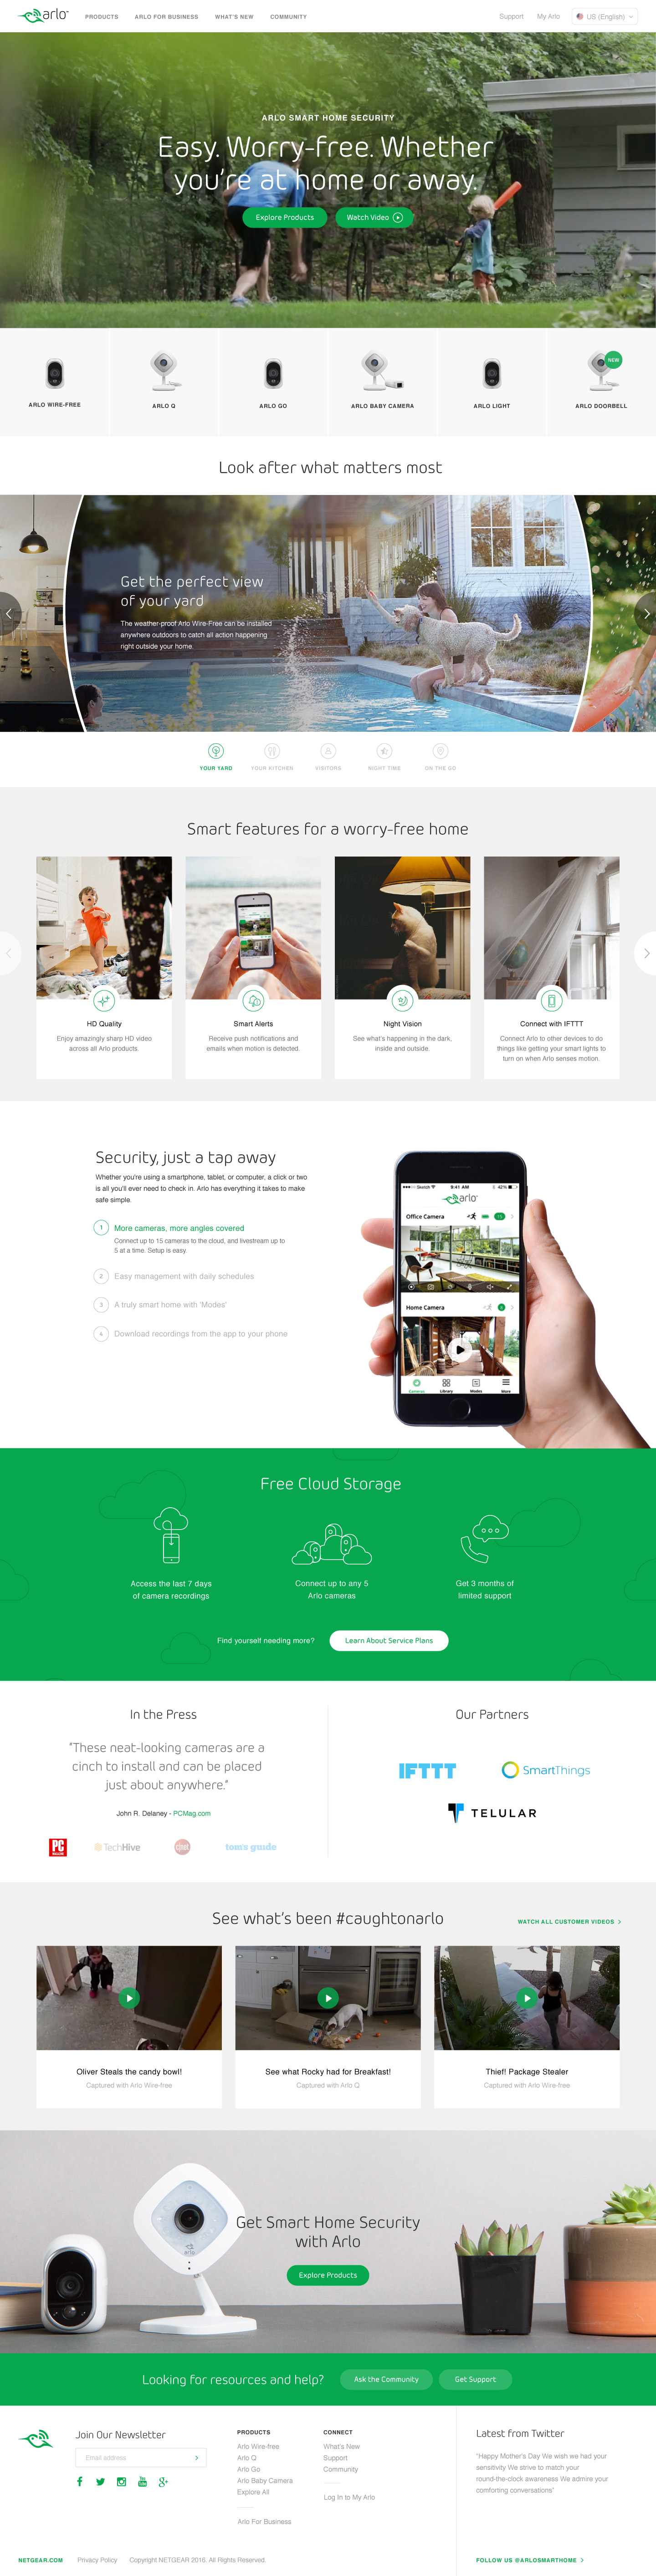 arlo
PRODUCTS
ARLO FOR BUSINESS
WHAT'S NEW
COMMUNITY
Support
My Arlo
US (English)
ARLO SMART HOME SECURITY
Easy. Worry-free. Whether
you're at home or away.
Explore Products
Watch Video
NEW
ARLO WIRE-FREE
ARLO Q
ARLO GO
ARLO BABY CAMERA
ARLO LIGHT
ARLO DOORBELL
Look after what matters most
Get the perfect view
of your yard
The weather-proof Arlo Wire-Free can be installed
anywhere outdoors to catch all action happening
right outside your home.
YOUR YARD
YOUR KITCHEN
VISITORS
NIGHT TIME
ON THE GO
Smart features for a worry-free home
HD Quality
Enjoy amazingly sharp HD video
across all Arlo products.
Smart Alerts
Receive push notifications and
emails when motion is detected.
Night Vision
See what's happening in the dark,
inside and outside.
Connect with IFTTT
Connect Arlo to other devices to do
things like getting your smart lights to
turn on when Arlo senses motion.
Security, just a tap away
Whether you're using a smartphone, tablet, or computer, a click or two
is all you'll ever need to check in. Arlo has everything it takes to make
safe simple.
1 More cameras, more angles covered
Connect up to 15 cameras to the cloud, and livestream up to
5 at a time. Setup is easy.
2 Easy management with daily schedules
3 A truly smart home with 'Modes'
4 Download recordings from the app to your phone
9:41 AM
42%
arlo
Office Camera
Home Camera
Cameras
Library
Modes
More
Free Cloud Storage
Access the last 7 days
of camera recordings
Connect up to any 5
Arlo cameras
Get 3 months of
limited support
Find yourself needing more?
Learn About Service Plans
In the Press
"These neat-looking cameras are a
cinch to install and can be placed
just about anywhere."
John R. Delaney - PCMag.com
PC
TechHive
c|net
tom's guide
Our Partners
IFTTT
SmartThings
TELULAR
See what's been #caughtonarlo
WATCH ALL CUSTOMER VIDEOS
Oliver Steals the candy bowl!
Captured with Arlo Wire-free
See what Rocky had for Breakfast!
Captured with Arlo Q
Thief! Package Stealer
Captured with Arlo Wire-free
arlo
Get Smart Home Security
with Arlo
Explore Products
Looking for resources and help?
Ask the Community
Get Support
Join Our Newsletter
Email address
PRODUCTS
Arlo Wire-free
Arlo Q
Arlo Go
Arlo Baby Camera
Explore All
Arlo For Business
CONNECT
What's New
Support
Community
Log In to My Arlo
Latest from Twitter
"Happy Mother's Day We wish we had your
sensitivity We strive to match your
round-the-clock awareness We admire your
comforting conversations"
NETGEAR.COM
Privacy Policy
Copyright NETGEAR 2016. All Rights Reserved.
FOLLOW US @ARLOSMARTHOME